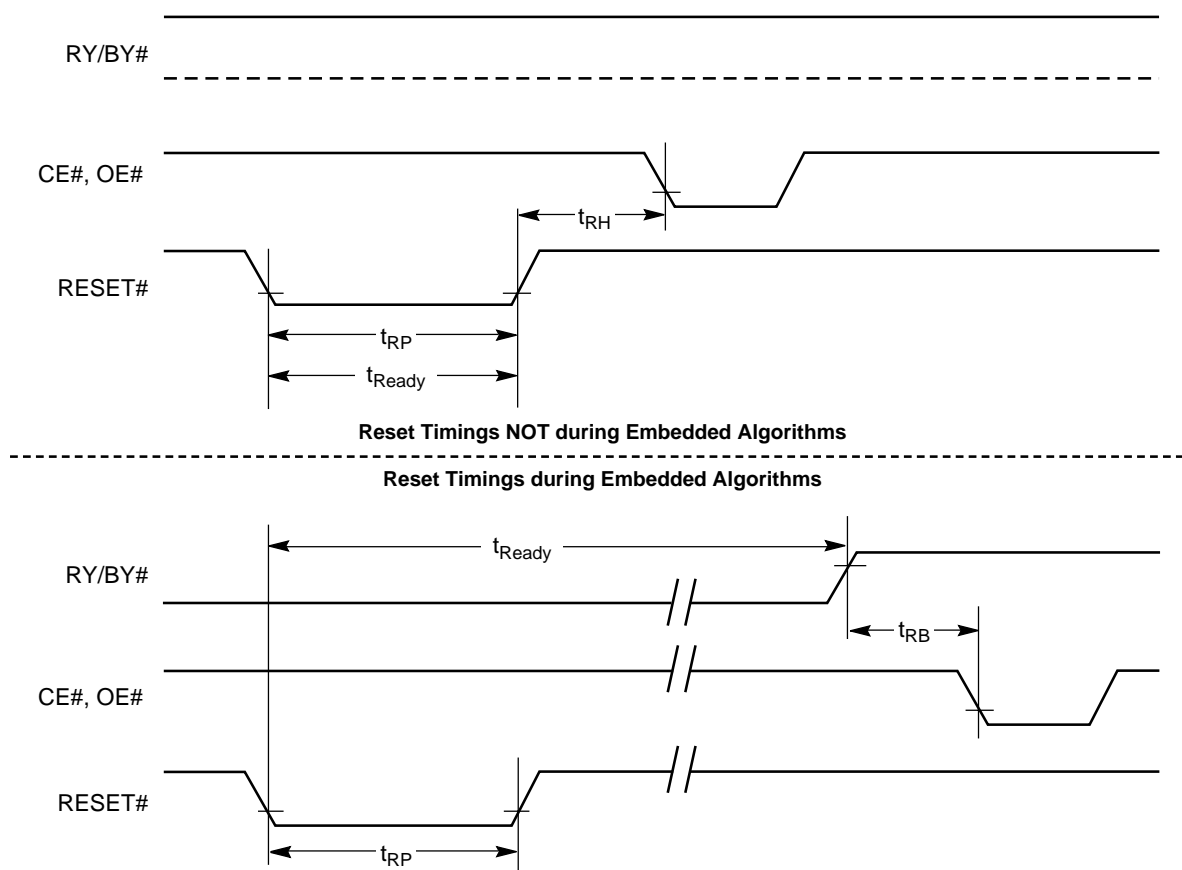 RY/BY#
CE#, OE#
tRH
RESET#
tRP
tReady
Reset Timings NOT during Embedded Algorithms
Reset Timings during Embedded Algorithms
tReady
RY/BY#
tRB
CE#, OE#
RESET#
tRP